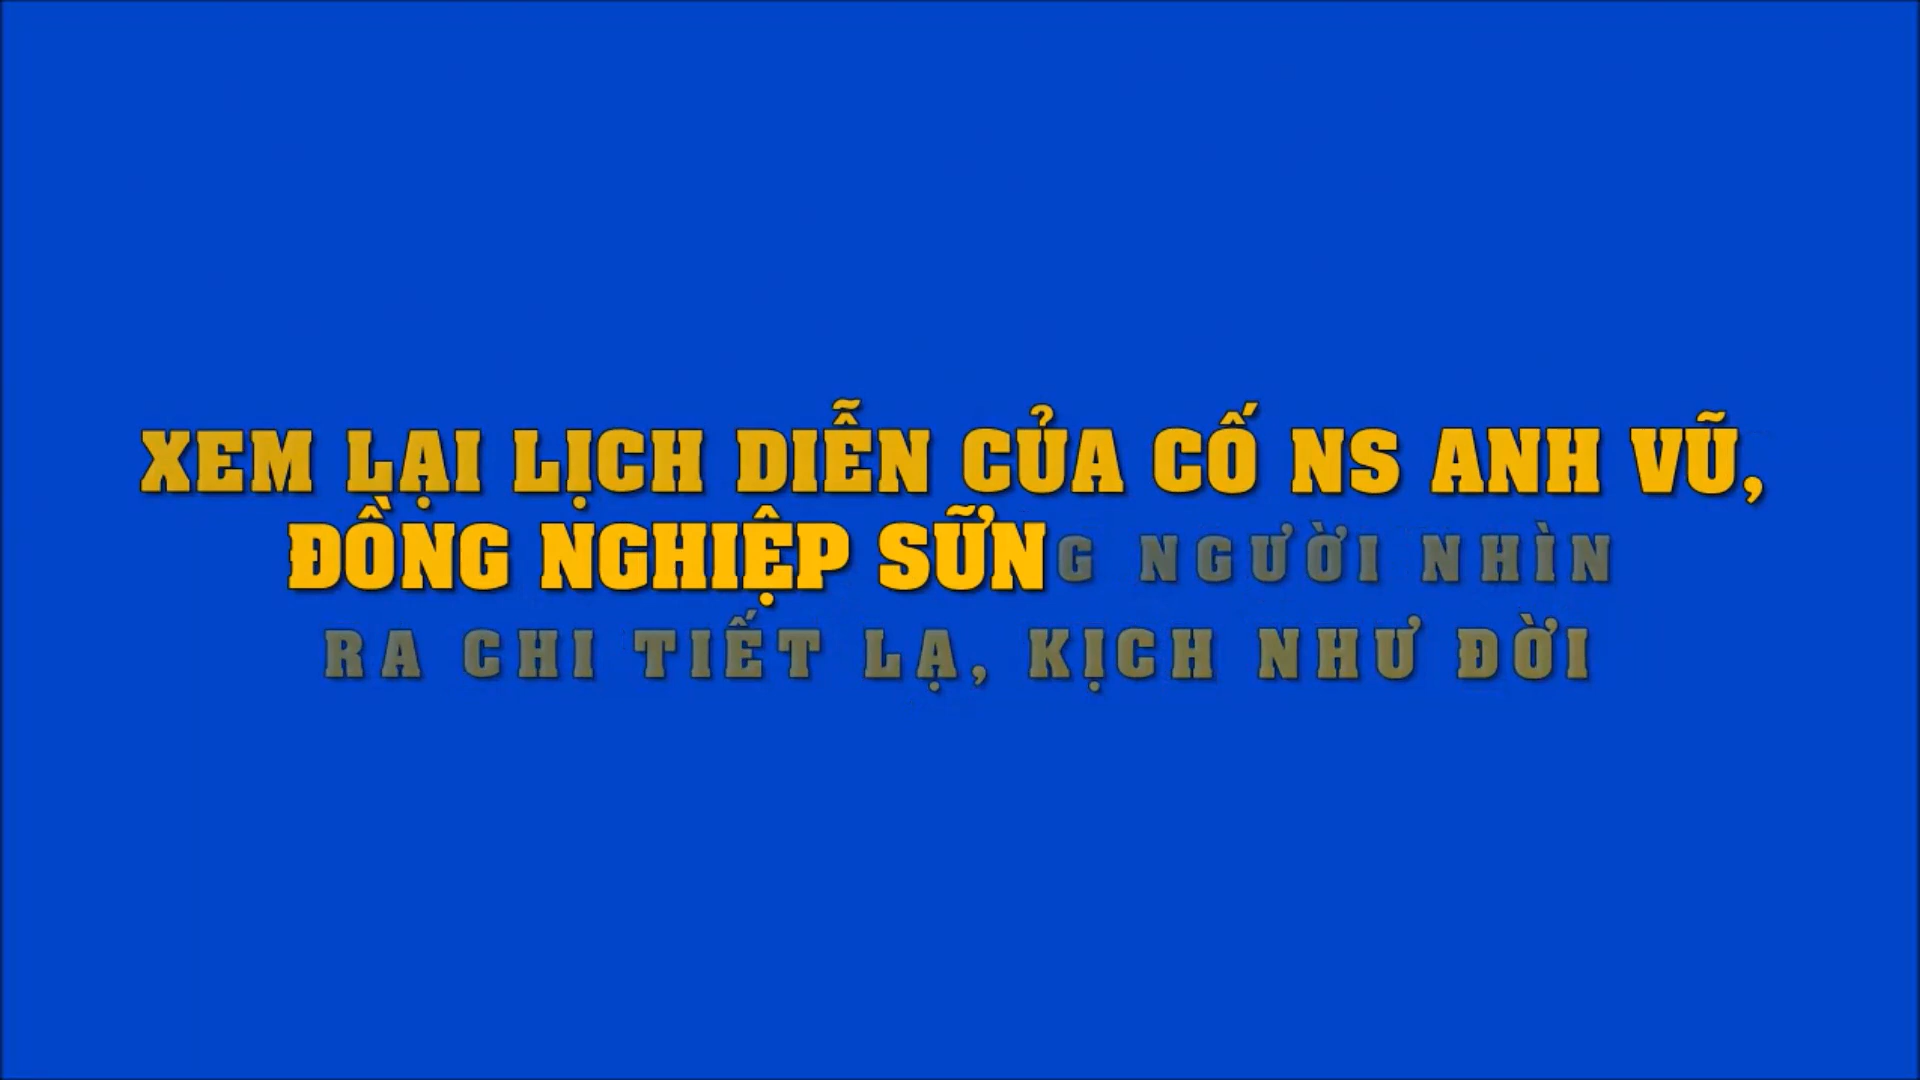 XEM LẠI LỊCH DIỄN CỦA CỐ NS ANH VŨ,
ĐỒNG NGHIỆP SỮNG NGƯỜI NHÌN
RA CHI TIẾT LẠ, KỊCH NHƯ ĐỜI